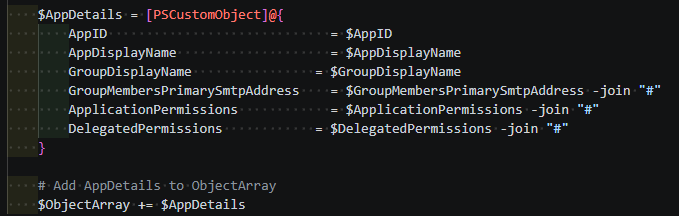 $AppDetails = [PSCustomObject]@{
    AppID                             = $AppID
    AppDisplayName                    = $AppDisplayName
    GroupDisplayName                = $GroupDisplayName
    GroupMembersPrimarySmtpAddress    = $GroupMembersPrimarySmtpAddress -join "#"
    ApplicationPermissions            = $ApplicationPermissions -join "#"
    DelegatedPermissions            = $DelegatedPermissions -join "#"
}

# Add AppDetails to ObjectArray
$ObjectArray += $AppDetails